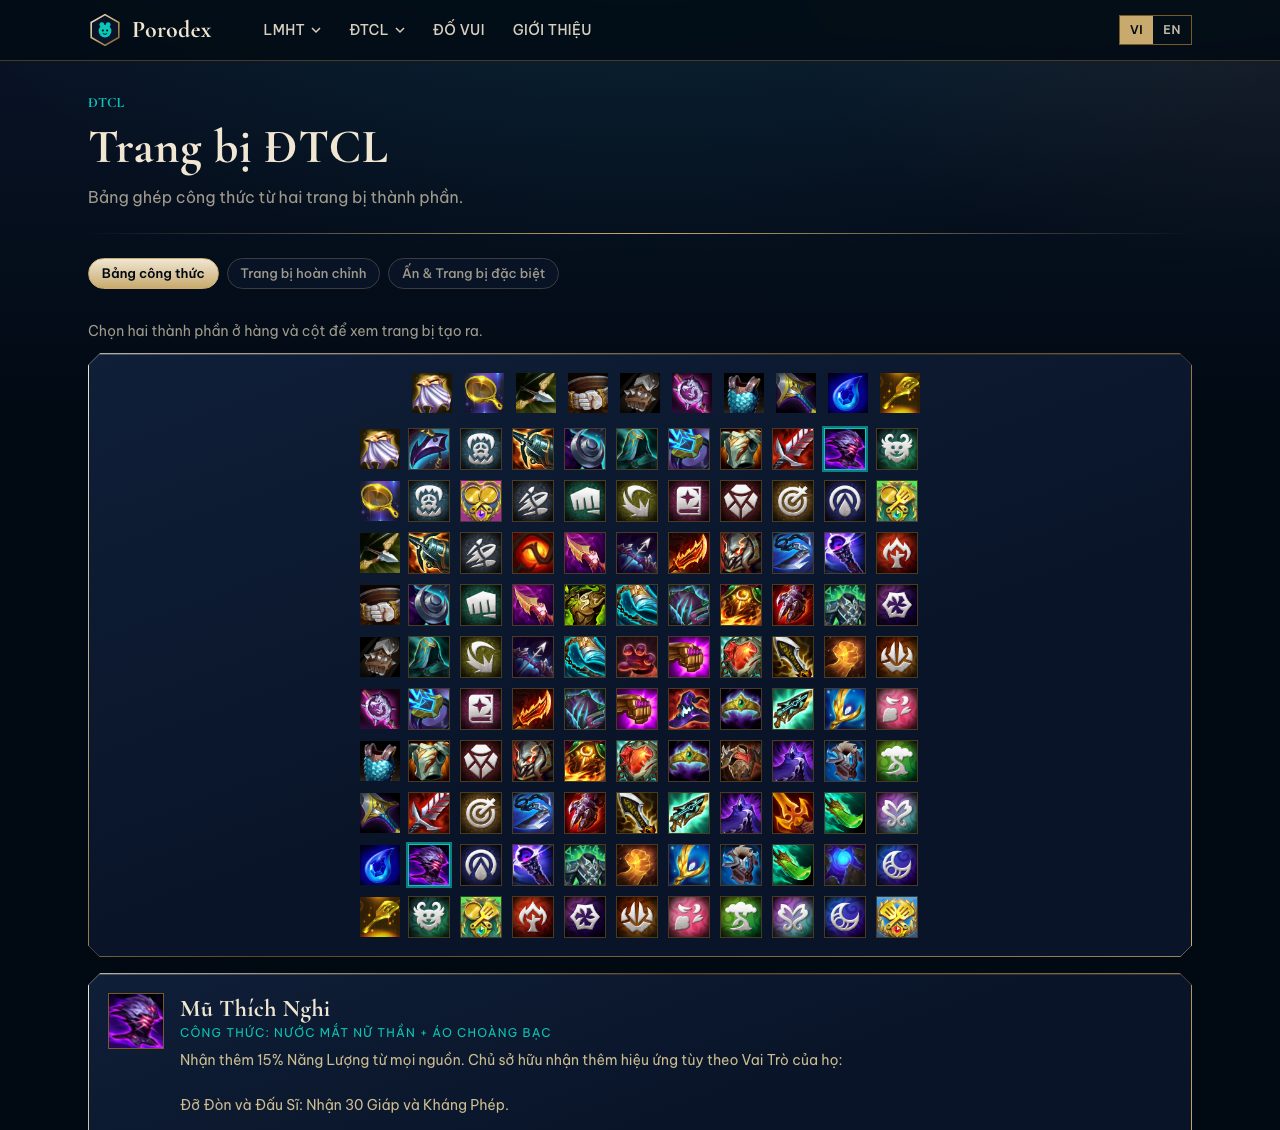 Porodex
LMHT
ĐTCL
ĐỐ VUI
GIỚI THIỆU
VI
EN
ĐTCL
Trang bị ĐTCL
Bảng ghép công thức từ hai trang bị thành phần.
Bảng công thức
Trang bị hoàn chỉnh
Ấn & Trang bị đặc biệt
Chọn hai thành phần ở hàng và cột để xem trang bị tạo ra.
Mũ Thích Nghi
CÔNG THỨC: NƯỚC MẮT NỮ THẦN + ÁO CHOÀNG BẠC
Nhận thêm 15% Năng Lượng từ mọi nguồn. Chủ sở hữu nhận thêm hiệu ứng tùy theo Vai Trò của họ:
Đỡ Đòn và Đấu Sĩ: Nhận 30 Giáp và Kháng Phép.